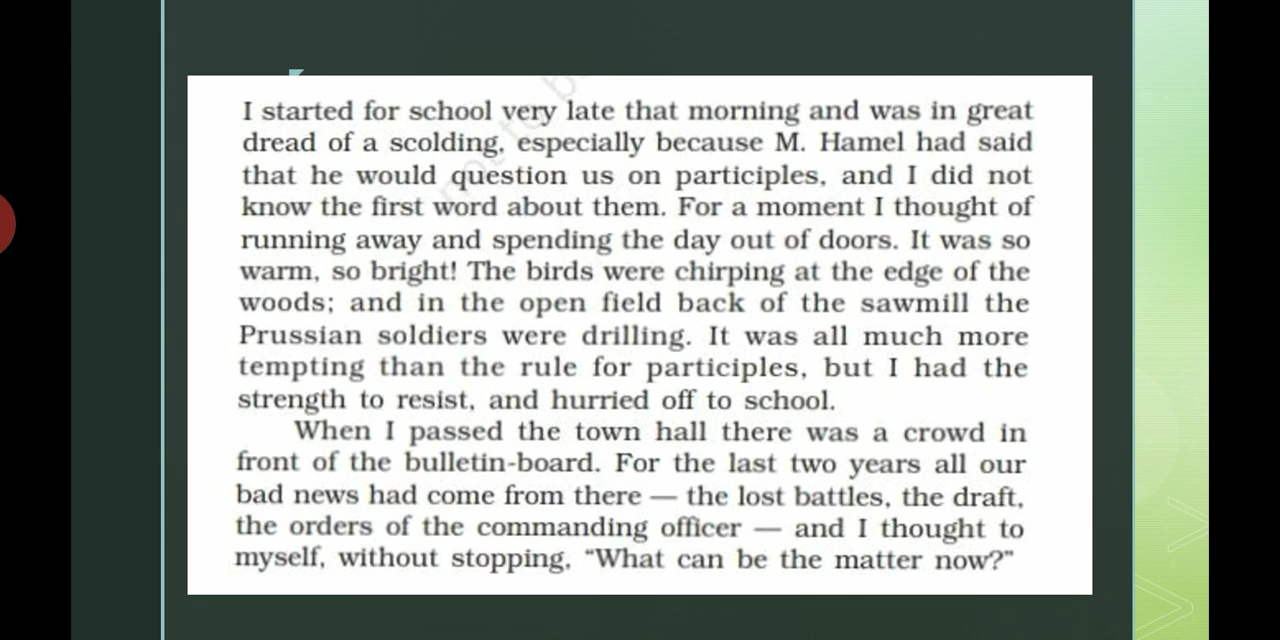 I started for school very late that morning and was in great
dread of a scolding, especially because M. Hamel had said
that he would question us on participles, and I did not
know the first word about them. For a moment I thought of
running away and spending the day out of doors. It was so
warm, so bright! The birds were chirping at the edge of the
woods; and in the open field back of the sawmill the
Prussian soldiers were drilling. It was all much more
tempting than the rule for participles, but I had the
strength to resist, and hurried off to school.
When I passed the town hall there was a crowd in
front of the bulletin-board. For the last two years all our
bad news had come from there — the lost battles, the draft,
the orders of the commanding officer — and I thought to
myself, without stopping, “What can be the matter now?”